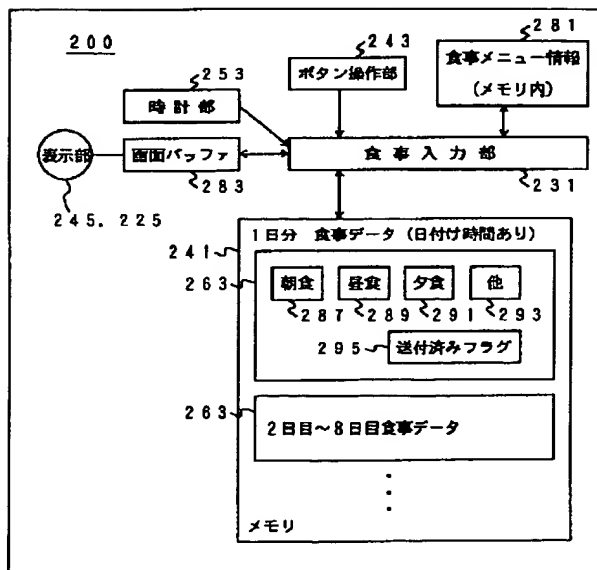 200
281
食事メニュー情報
(メモリ内)
243
ボタン操作部
253
時計部
表示部
画面バッファ
食事入力部
283
231
245. 225
1日分 食事データ(日付け時間あり)
241
263
朝食
昼食
夕食
他
287
289
291
293
295
送付済みフラグ
263
2日目~8日目食事データ
・
・
・
メモリ